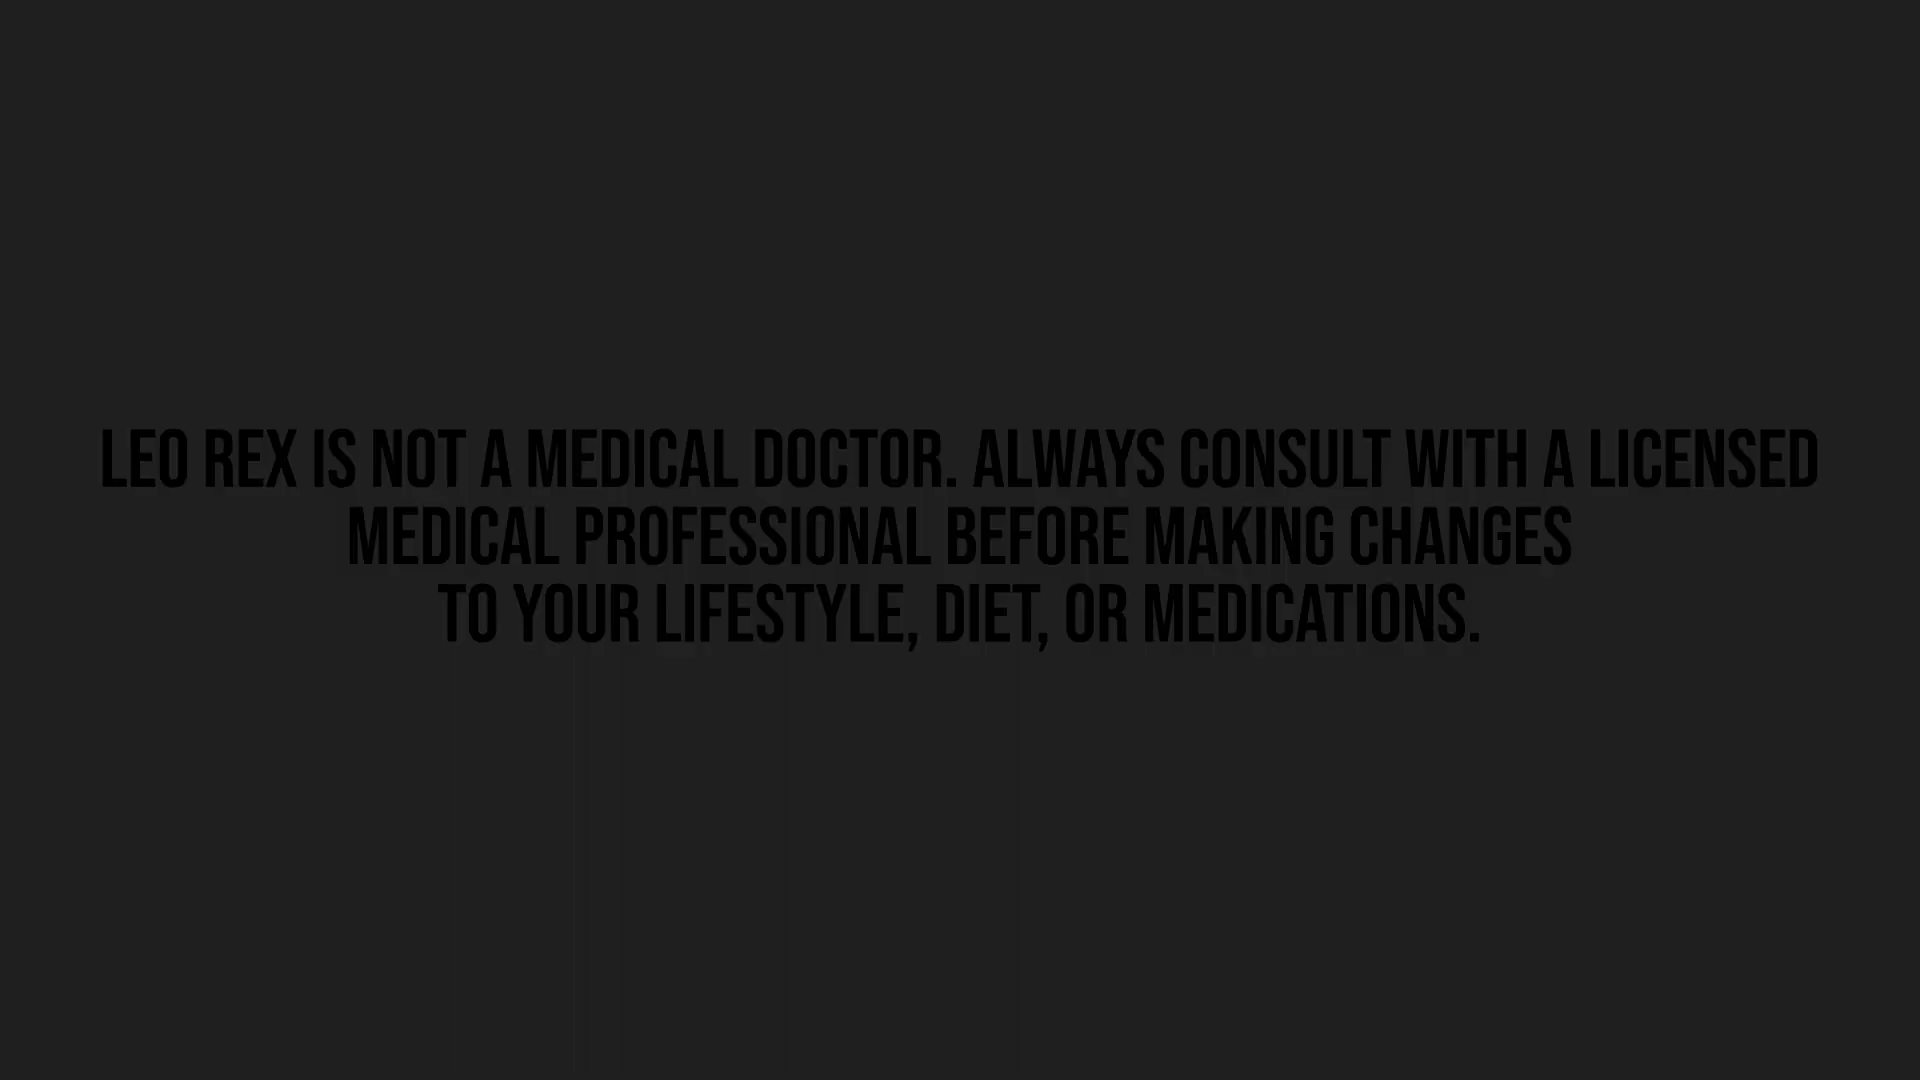 LEO REX IS NOT A MEDICAL DOCTOR. ALWAYS CONSULT WITH A LICENSED
MEDICAL PROFESSIONAL BEFORE MAKING CHANGES
TO YOUR LIFESTYLE, DIET, OR MEDICATIONS.